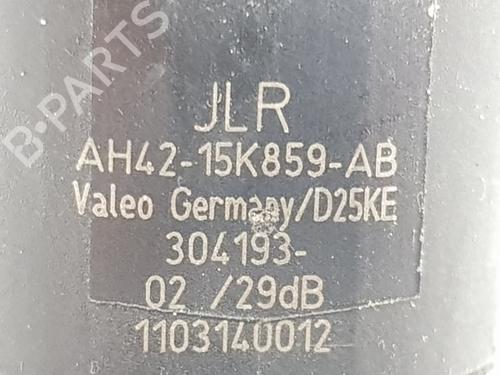 B-PARTS
JLR
AH42-15K859-AB
Valeo Germany/D25KE
304193-
02 /29dB
1103140012